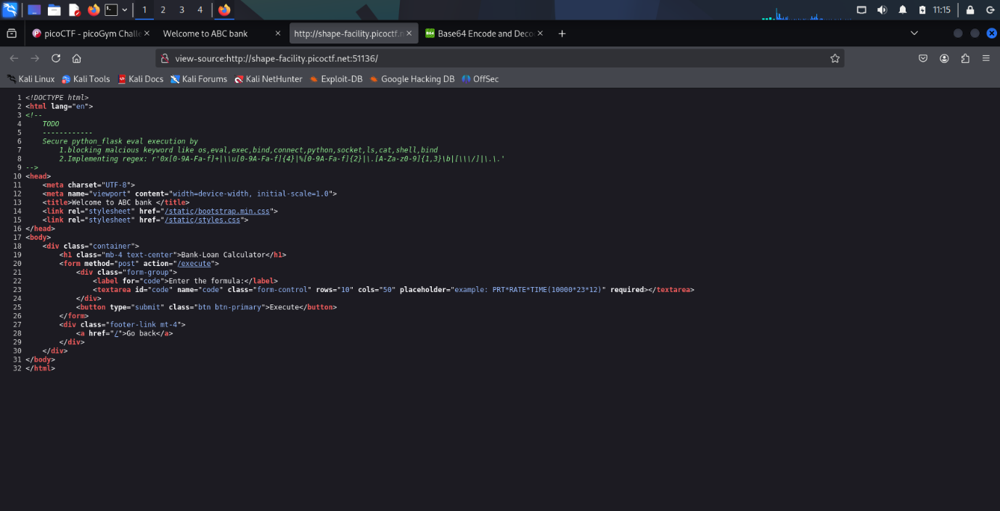 1 2 3 4 11:15
picoCTF - picoGym Challe Welcome to ABC bank http://shape-facility.picoctf.n B64 Base64 Encode and Deco
view-source:http://shape-facility.picoctf.net:51136/
Kali Linux Kali Tools Kali Docs Kali Forums Kali NetHunter Exploit-DB Google Hacking DB OffSec
1 <!DOCTYPE html>
2 <html lang="en">
3 <!--
4 TODO
5 ------------
6 Secure python_flask eval execution by
7 1.blocking malcious keyword like os,eval,exec,bind,connect,python,socket,ls,cat,shell,bind
8 2.Implementing regex: r'0x[0-9A-Fa-f]+|\\u[0-9A-Fa-f]{4}|%[0-9A-Fa-f]{2}|\.[A-Za-z0-9]{1,3}\b|[\\\/]|\.\.'
9 -->
10 <head>
11 <meta charset="UTF-8">
12 <meta name="viewport" content="width=device-width, initial-scale=1.0">
13 <title>Welcome to ABC bank </title>
14 <link rel="stylesheet" href="/static/bootstrap.min.css">
15 <link rel="stylesheet" href="/static/styles.css">
16 </head>
17 <body>
18 <div class="container">
19 <h1 class="mb-4 text-center">Bank-Loan Calculator</h1>
20 <form method="post" action="/execute">
21 <div class="form-group">
22 <label for="code">Enter the formula:</label>
23 <textarea id="code" name="code" class="form-control" rows="10" cols="50" placeholder="example: PRT*RATE*TIME(10000*23*12)" required></textarea>
24 </div>
25 <button type="submit" class="btn btn-primary">Execute</button>
26 </form>
27 <div class="footer-link mt-4">
28 <a href="/">Go back</a>
29 </div>
30 </div>
31 </body>
32 </html>